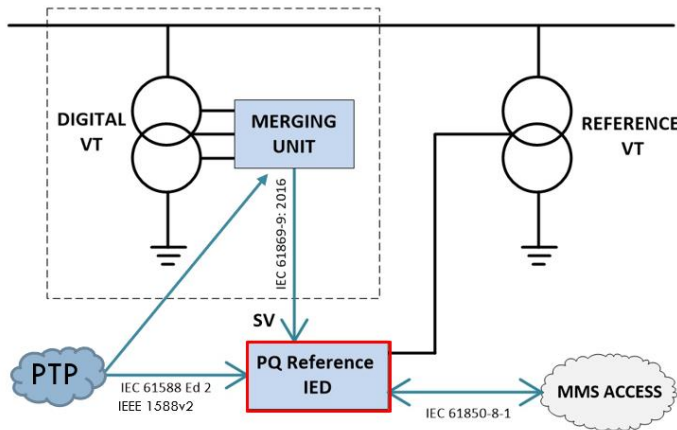 DIGITAL
VT
MERGING
UNIT
REFERENCE
VT
IEC 61869-9: 2016
SV
PTP
IEC 61588 Ed 2
IEEE 1588v2
PQ Reference
IED
IEC 61850-8-1
MMS ACCESS